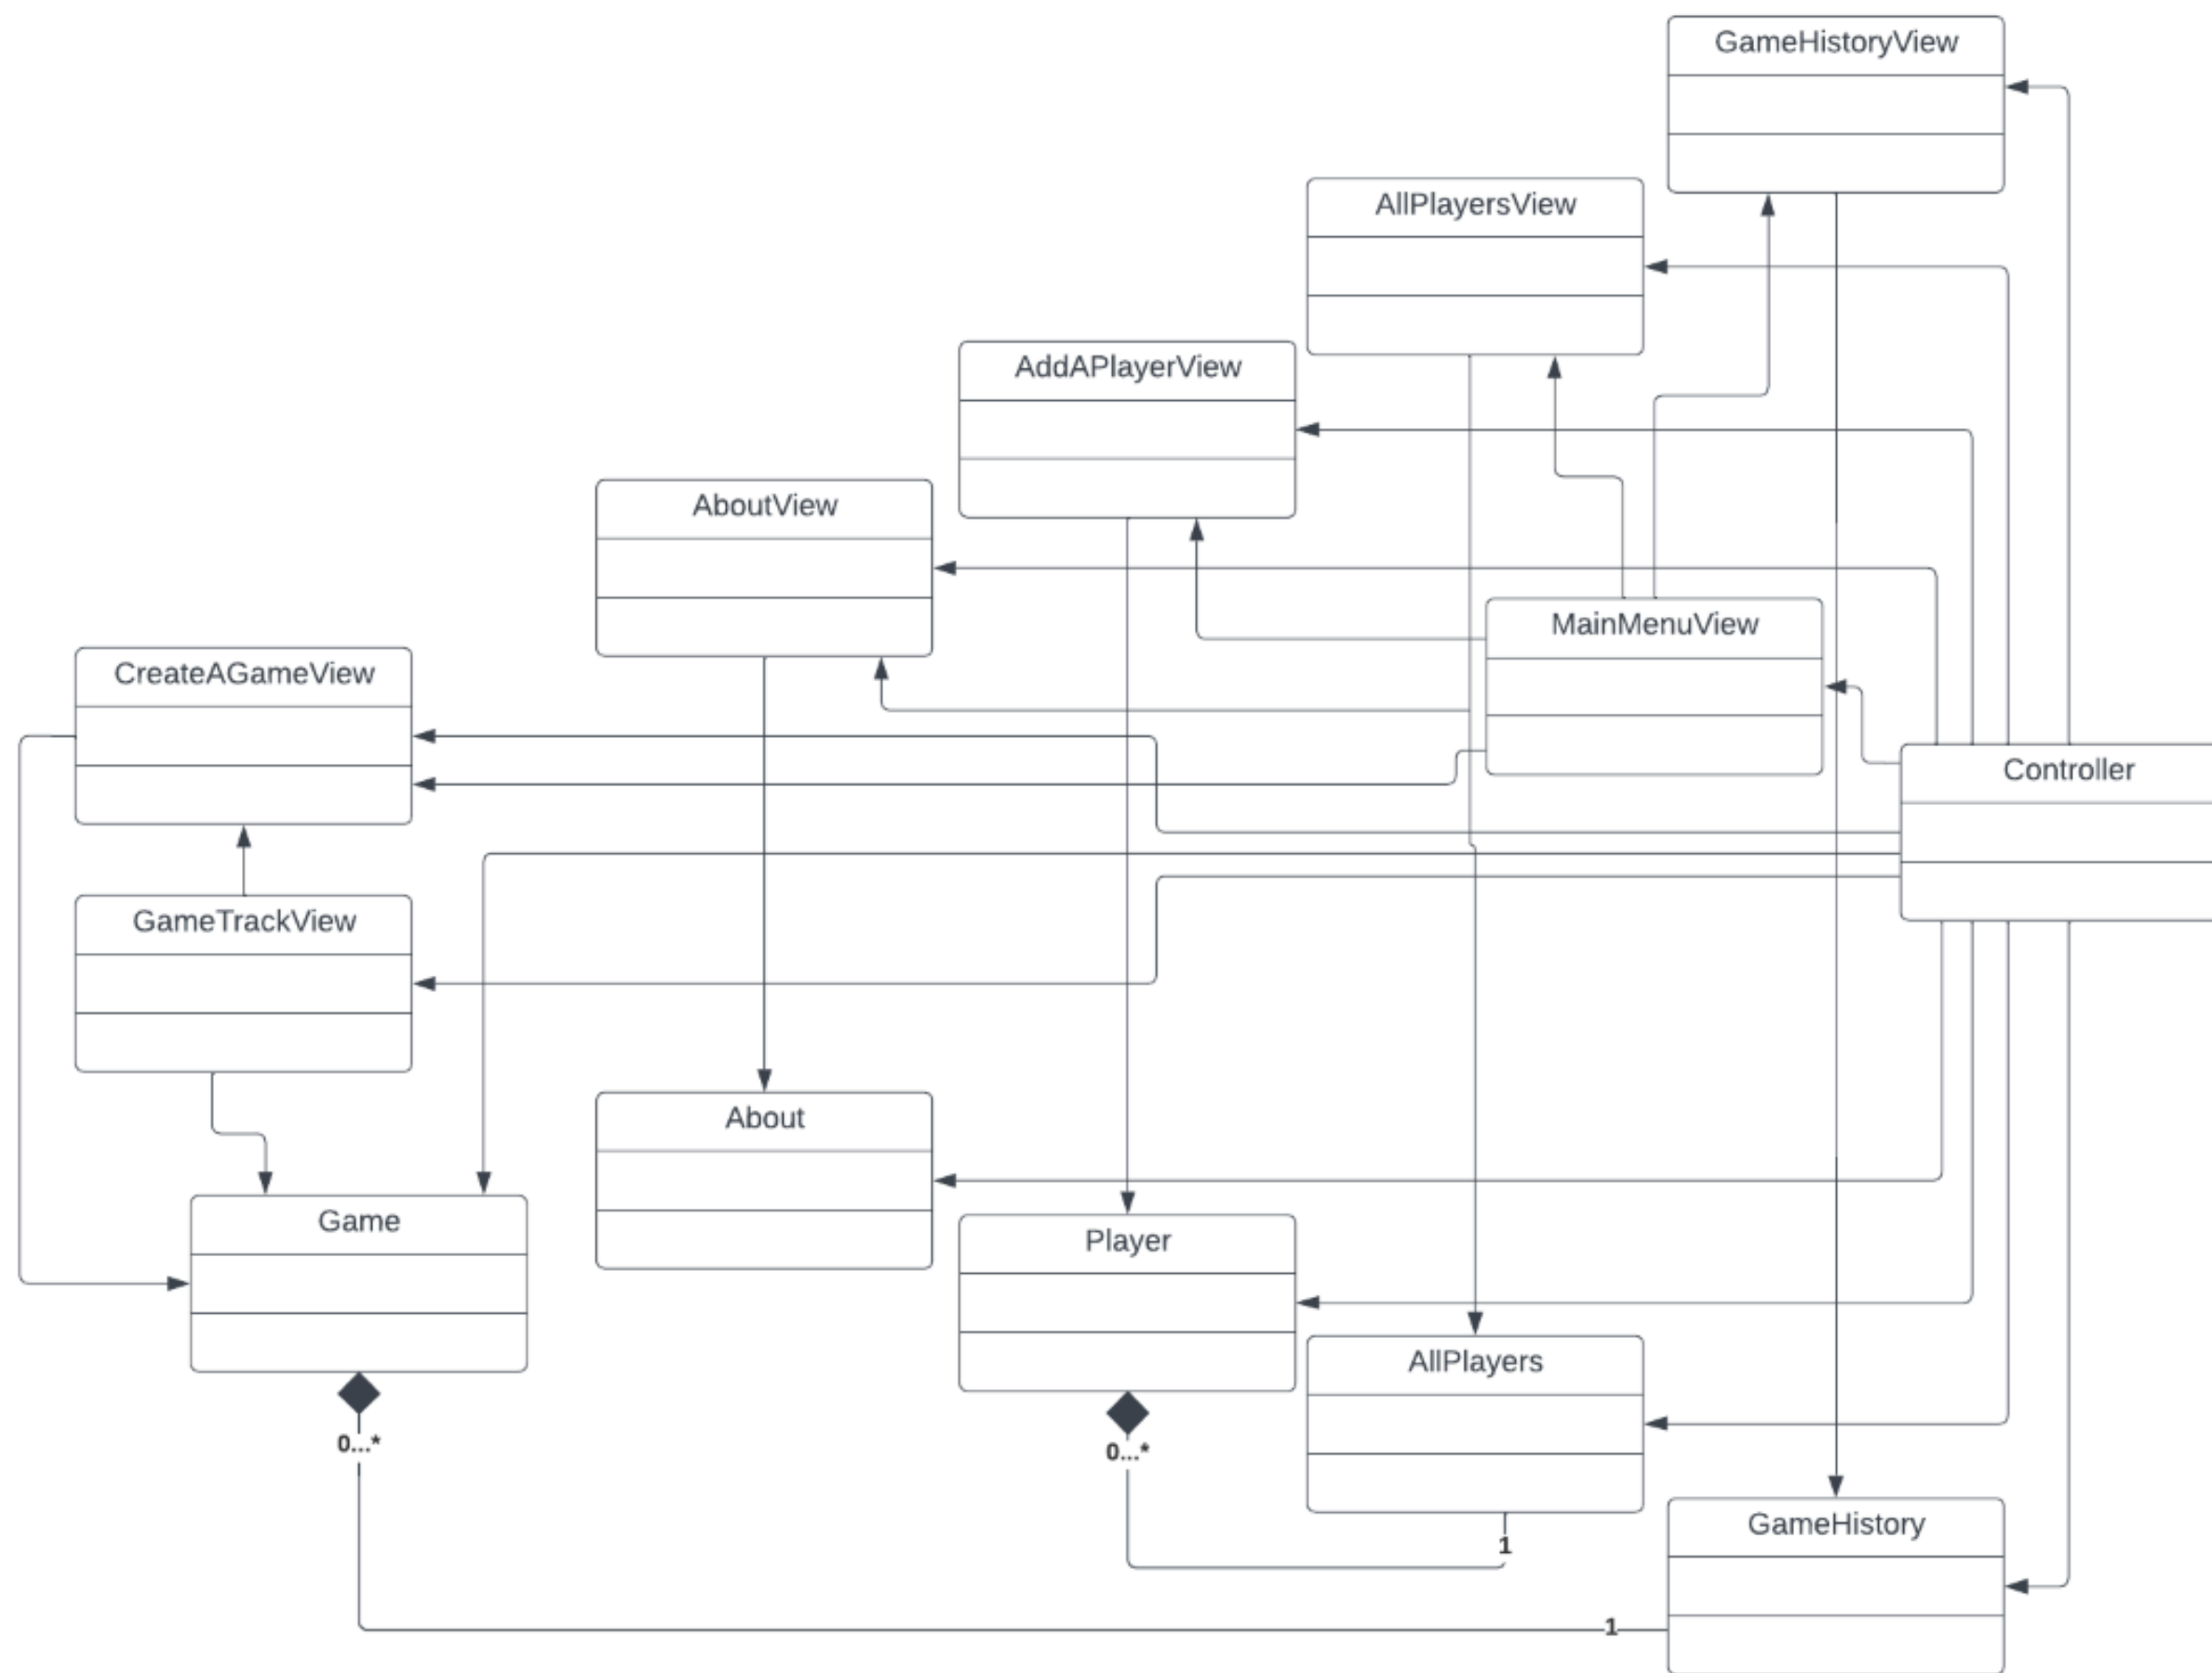 GameHistoryView
AllPlayersView
AddAPlayerView
AboutView
MainMenuView
CreateAGameView
Controller
GameTrackView
About
Game
Player
AllPlayers
0...*
0...*
GameHistory
1
1